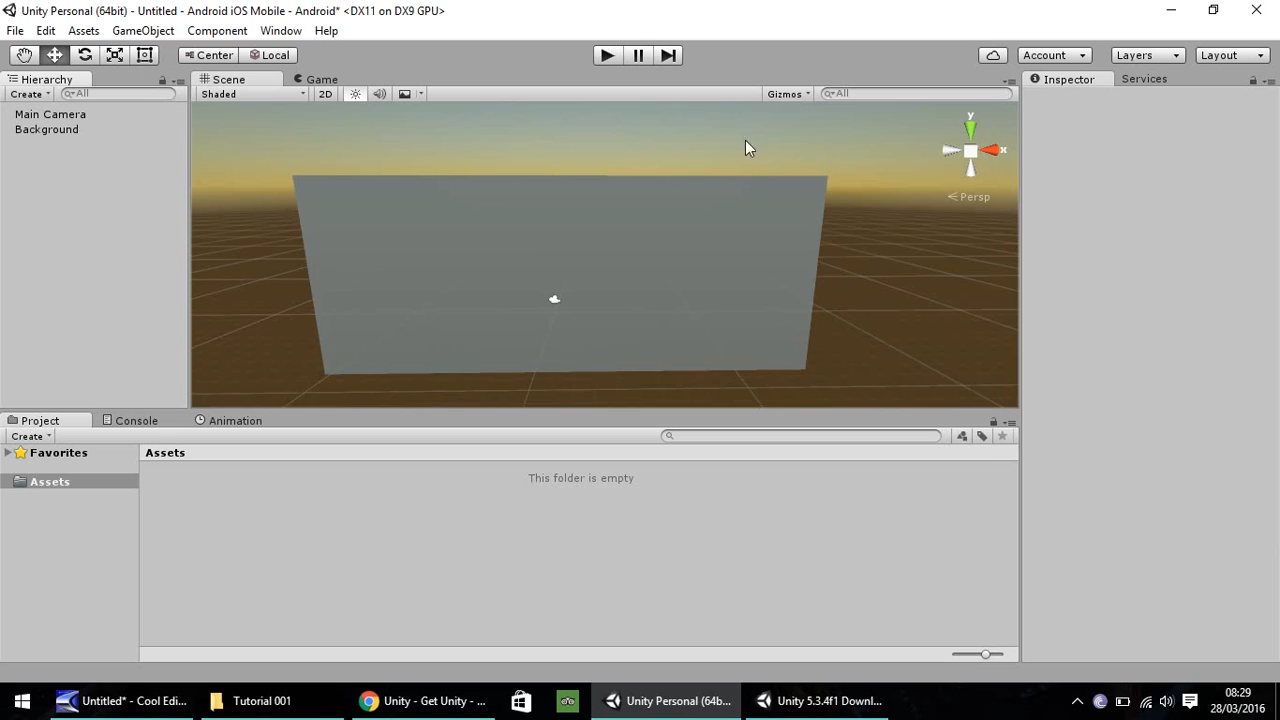 Unity Personal (64bit) - Untitled - Android iOS Mobile - Android* <DX11 on DX9 GPU>
File Edit Assets GameObject Component Window Help
Center Local Account Layers Layout
Hierarchy Scene Game Inspector Services
Create All Shaded 2D Gizmos All
Main Camera
Background
y
x
Persp
Project Console Animation
Create
Favorites Assets
Assets
This folder is empty
Untitled* - Cool Edi... Tutorial 001 Unity - Get Unity - ... Unity Personal (64b... Unity 5.3.4f1 Downl...
08:29
28/03/2016